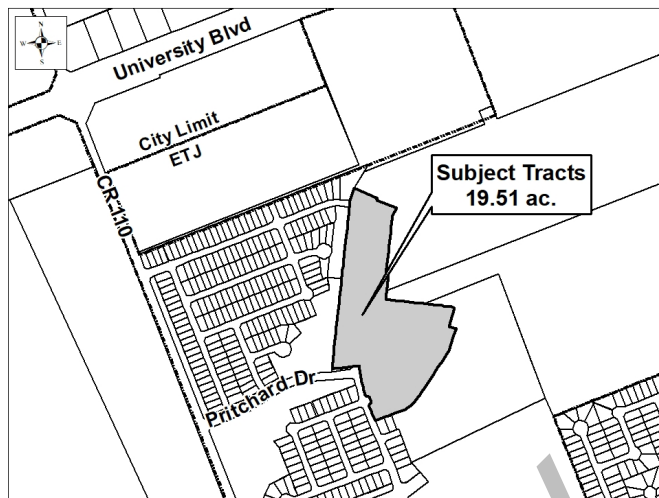 N
W E
S
University Blvd
City Limit
ETJ
CR 110
Subject Tracts
19.51 ac.
Pritchard Dr